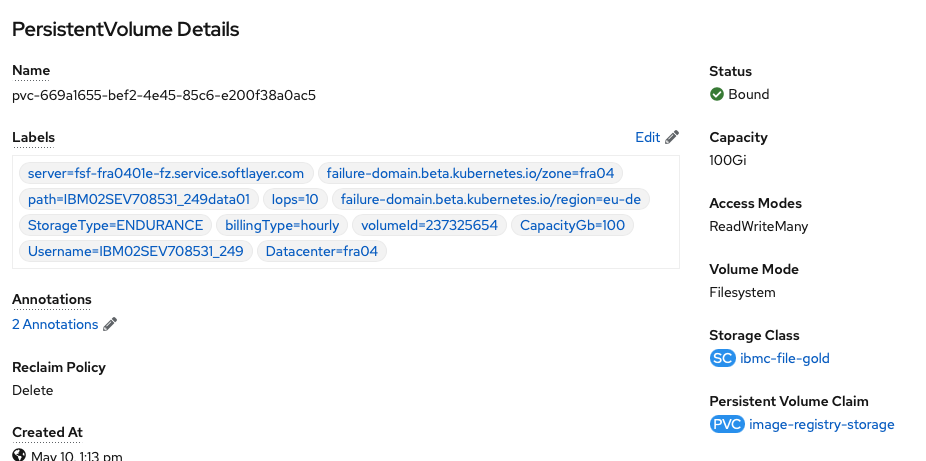 PersistentVolume Details
Name
pvc-669a1655-bef2-4e45-85c6-e200f38a0ac5
Labels
Edit
server=fsf-fra0401e-fz.service.softlayer.com failure-domain.beta.kubernetes.io/zone=fra04
path=IBM02SEV708531_249data01 Iops=10 failure-domain.beta.kubernetes.io/region=eu-de
StorageType=ENDURANCE billingType=hourly volumeId=237325654 CapacityGb=100
Username=IBM02SEV708531_249 Datacenter=fra04
Annotations
2 Annotations
Reclaim Policy
Delete
Created At
May 10, 1:13 pm
Status
Bound
Capacity
100Gi
Access Modes
ReadWriteMany
Volume Mode
Filesystem
Storage Class
SC ibmc-file-gold
Persistent Volume Claim
PVC image-registry-storage